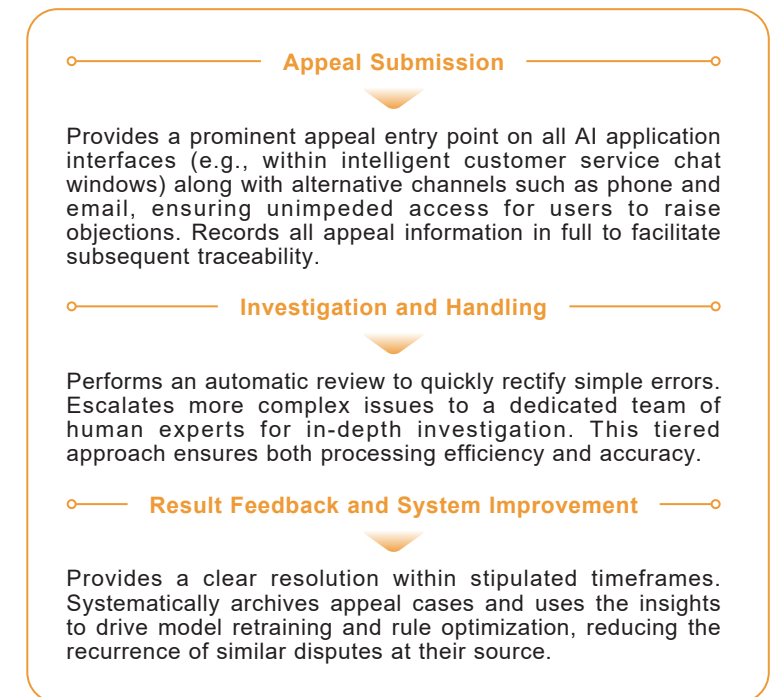 Appeal Submission
Provides a prominent appeal entry point on all AI application
interfaces (e.g., within intelligent customer service chat
windows) along with alternative channels such as phone and
email, ensuring unimpeded access for users to raise
objections. Records all appeal information in full to facilitate
subsequent traceability.
Investigation and Handling
Performs an automatic review to quickly rectify simple errors.
Escalates more complex issues to a dedicated team of
human experts for in-depth investigation. This tiered
approach ensures both processing efficiency and accuracy.
Result Feedback and System Improvement
Provides a clear resolution within stipulated timeframes.
Systematically archives appeal cases and uses the insights
to drive model retraining and rule optimization, reducing the
recurrence of similar disputes at their source.